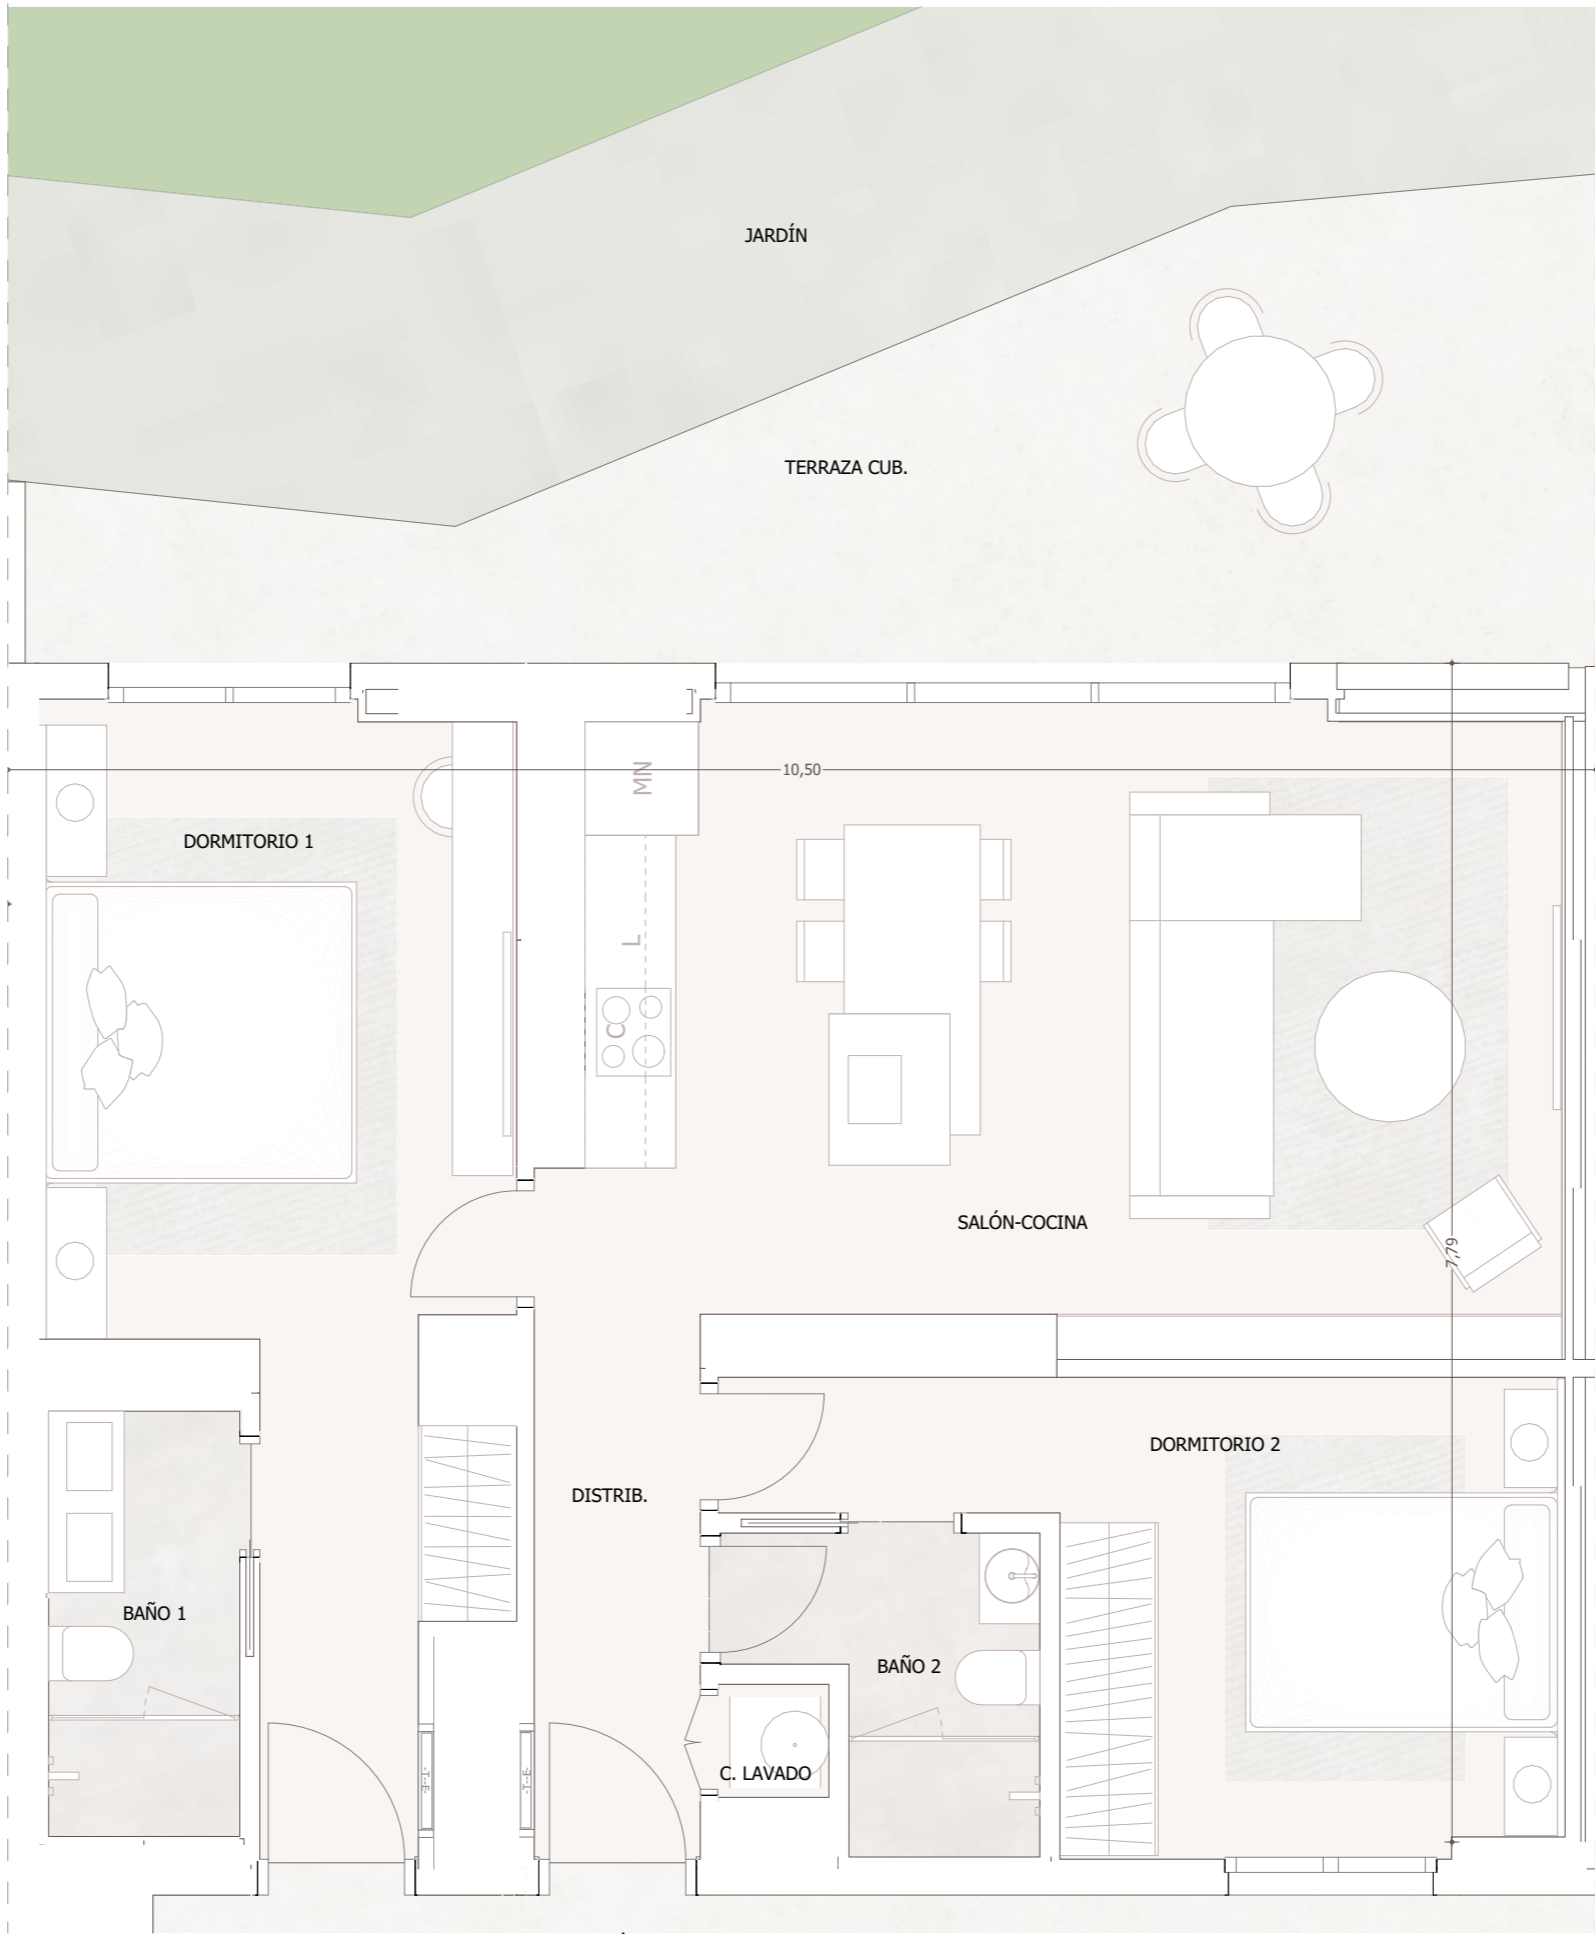 JARDÍN
TERRAZA CUB.
10,50
MN
DORMITORIO 1
L
C
SALÓN-COCINA
7,79
DORMITORIO 2
DISTRIB.
BAÑO 1
BAÑO 2
C. LAVADO